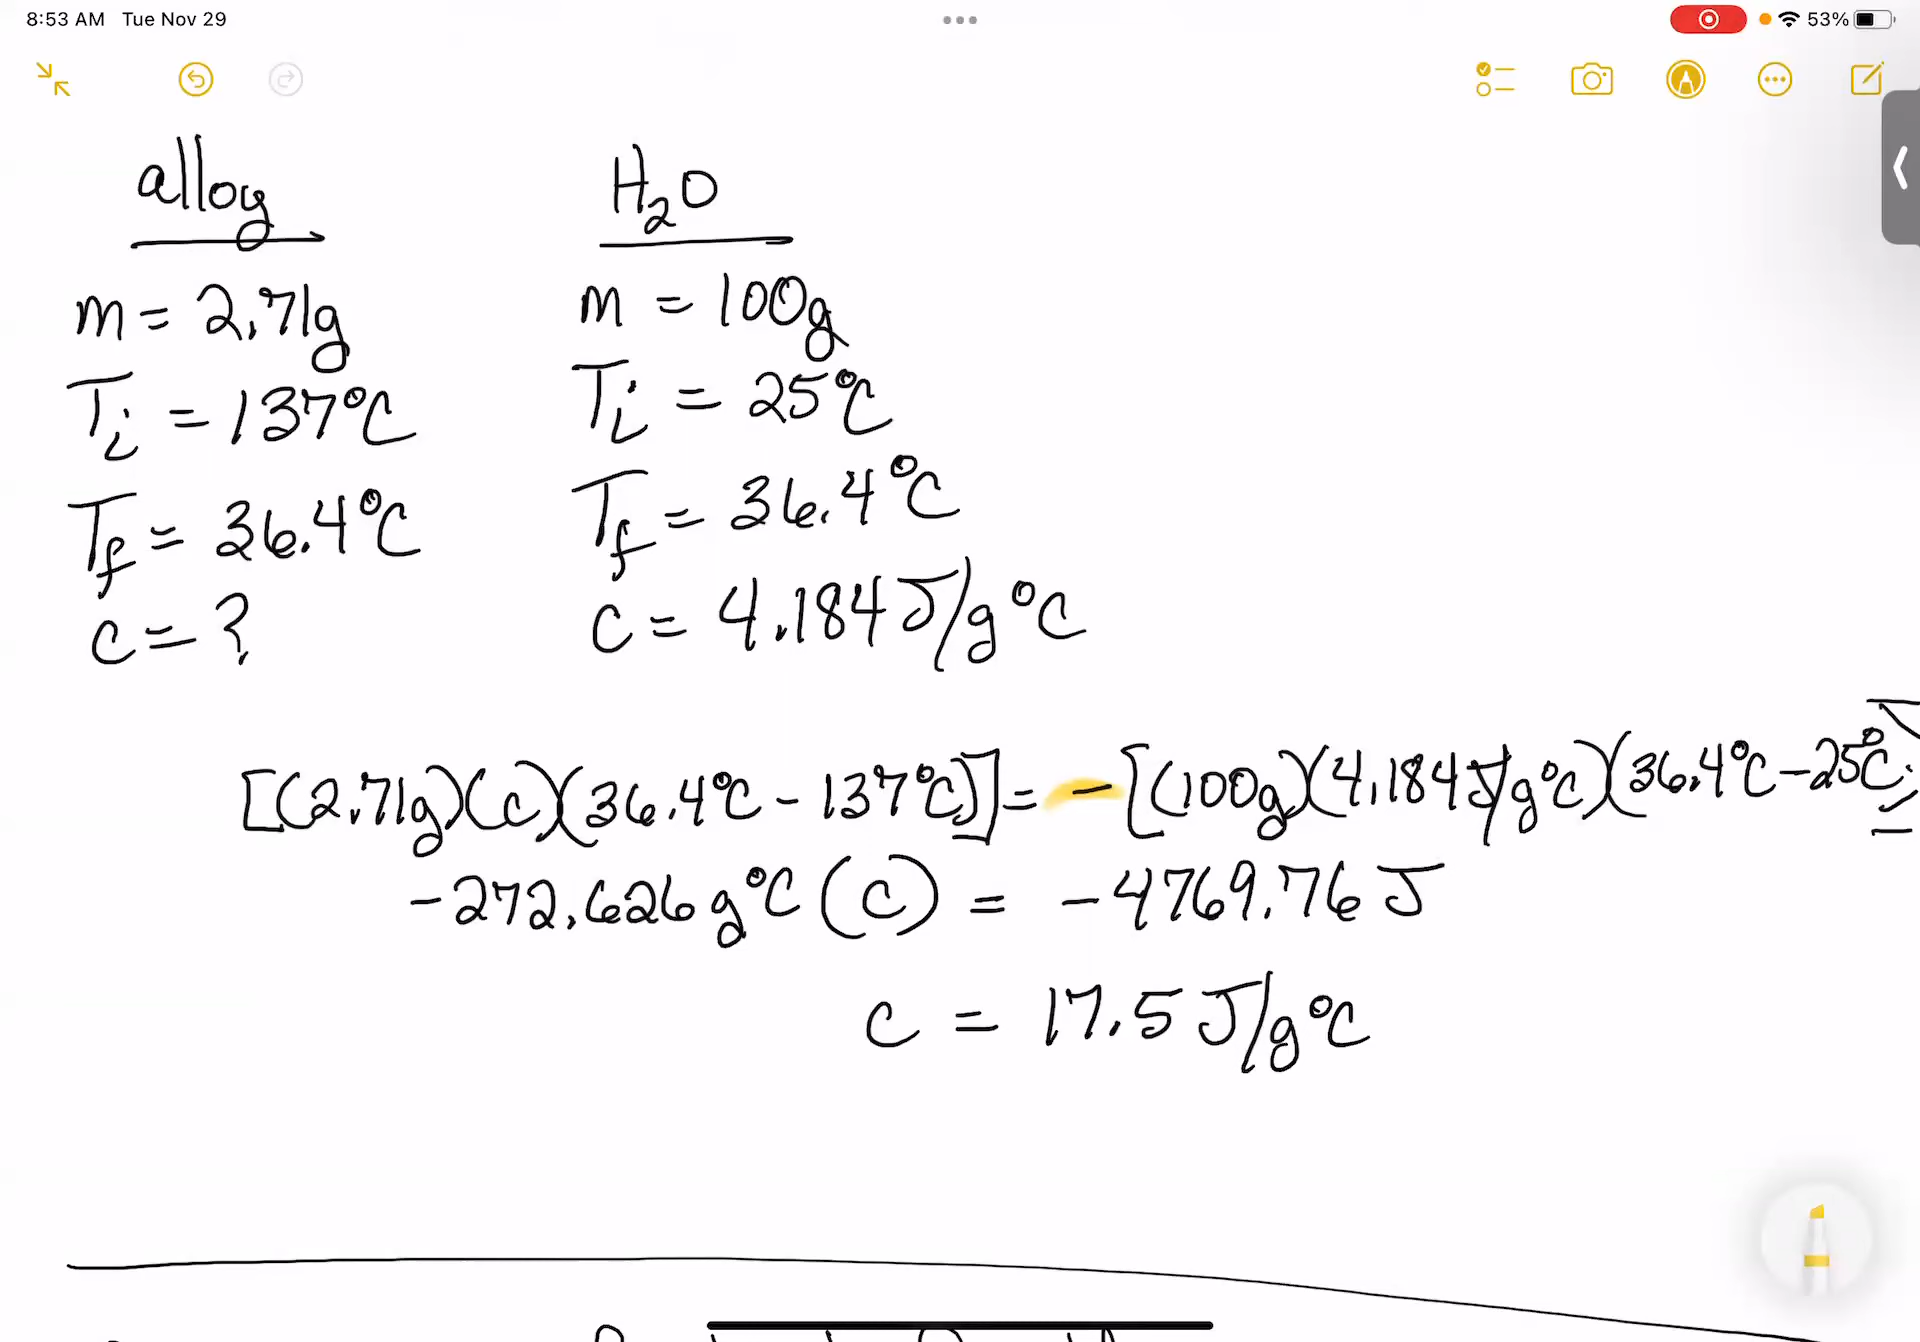 8:53 AM Tue Nov 29
53%
alloy
m = 2.71g
Ti = 137°C
Tf = 36.4°C
c = ?
H2O
m = 100g
Ti = 25°C
Tf = 36.4°C
c = 4.184 J/g°C
[(2.71g)(c)(36.4°C - 137°C)] = -[(100g)(4.184 J/g°C)(36.4°C - 25°C)]
-272.626 g°C (c) = -4769.76 J
c = 17.5 J/g°C